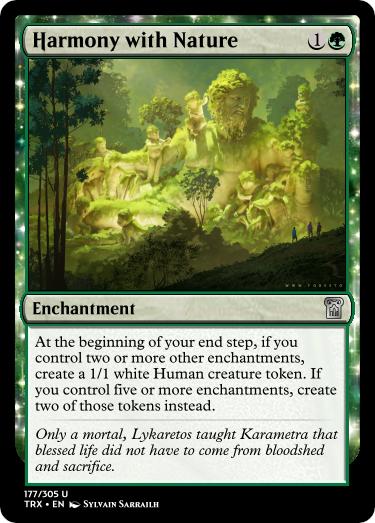 Harmony with Nature 1
WWW.YOGSSTO
Enchantment
At the beginning of your end step, if you
control two or more other enchantments,
create a 1/1 white Human creature token. If
you control five or more enchantments, create
two of those tokens instead.
Only a mortal, Lykaretos taught Karametra that
blessed life did not have to come from bloodshed
and sacrifice.
177/305 U
TRX • EN Sylvain Sarrailh